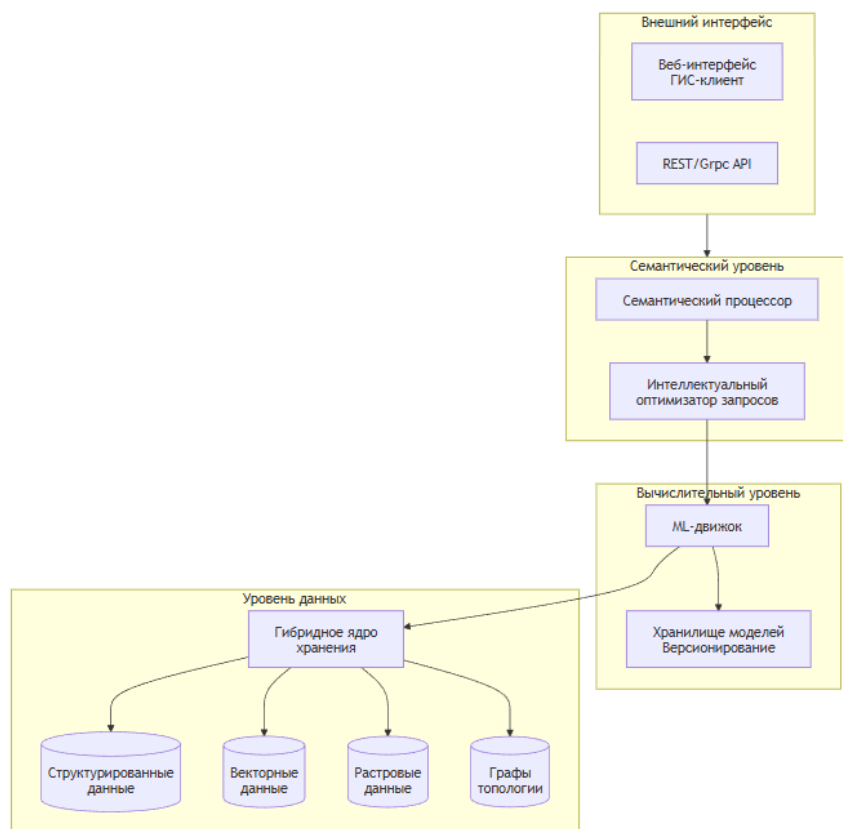 Внешний интерфейс
Веб-интерфейс
ГИС-клиент
REST/Grpc API
Семантический уровень
Семантический процессор
Интеллектуальный
оптимизатор запросов
Вычислительный уровень
ML-движок
Хранилище моделей
Версионирование
Уровень данных
Гибридное ядро
хранения
Структурированные
данные
Векторные
данные
Растровые
данные
Графы
топологии